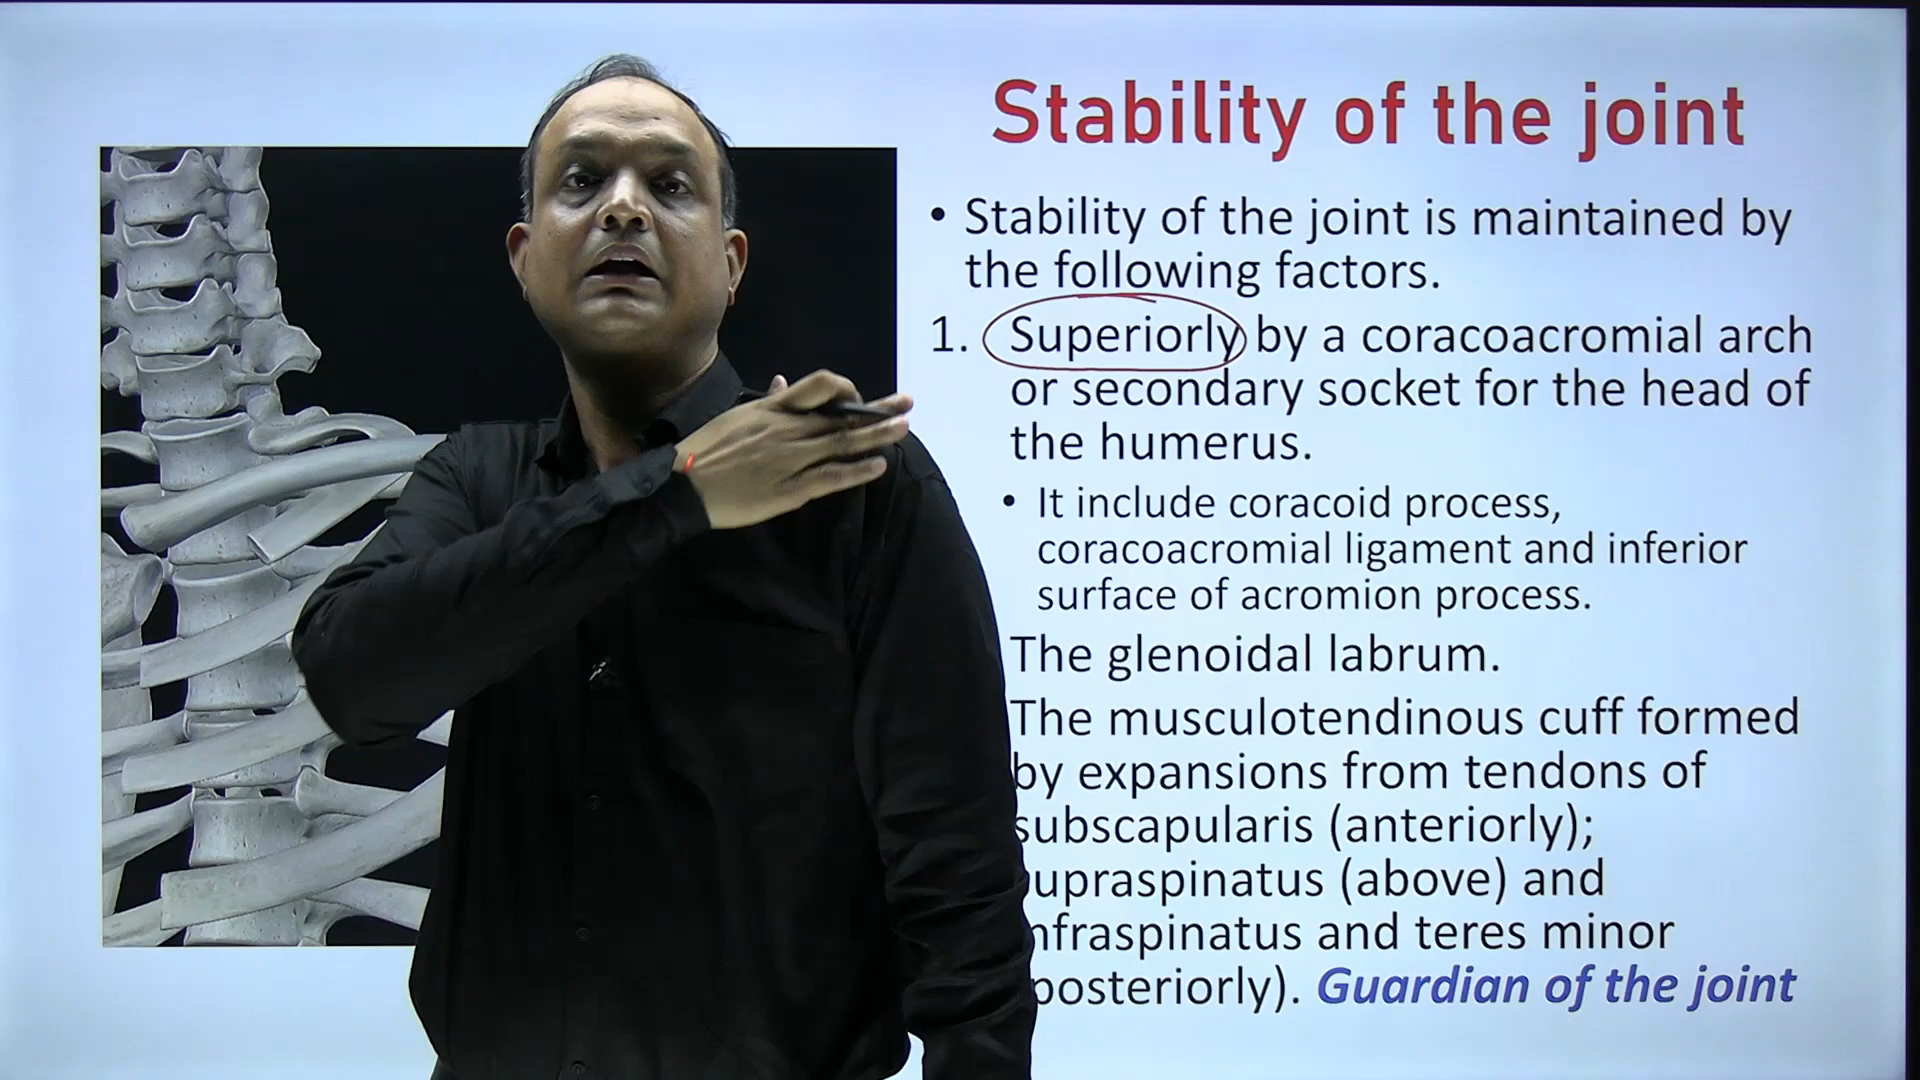 Stability of the joint
• Stability of the joint is maintained by
the following factors.
1. Superiorly by a coracoacromial arch
or secondary socket for the head of
the humerus.
• It include coracoid process,
coracoacromial ligament and inferior
surface of acromion process.
The glenoidal labrum.
The musculotendinous cuff formed
by expansions from tendons of
subscapularis (anteriorly);
upraspinatus (above) and
nfraspinatus and teres minor
posteriorly). Guardian of the joint